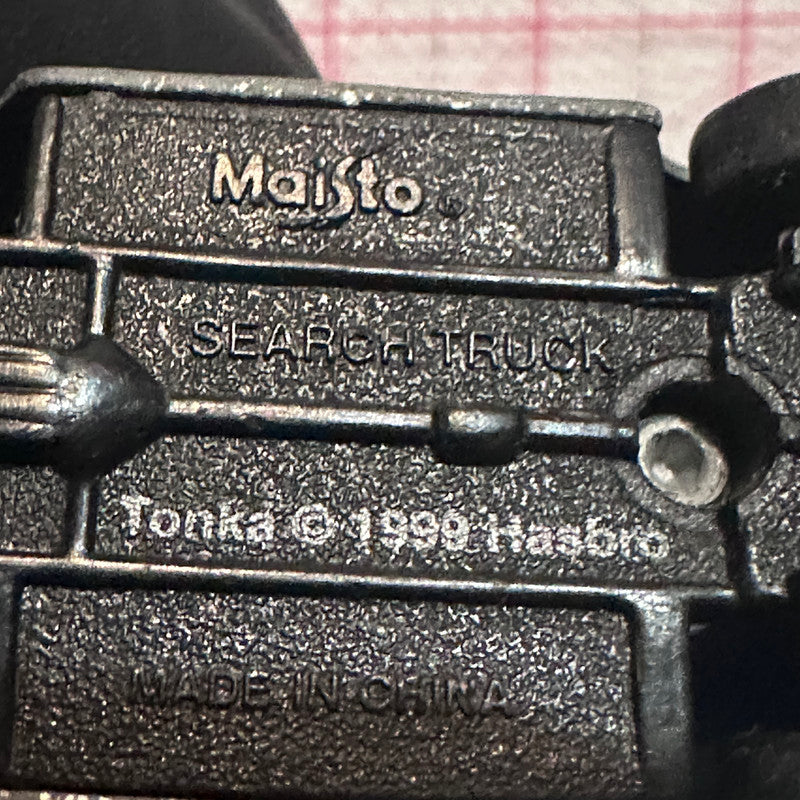 Maisto ®
SEARCH TRUCK
Tonka © 1999 Hasbro
MADE IN CHINA